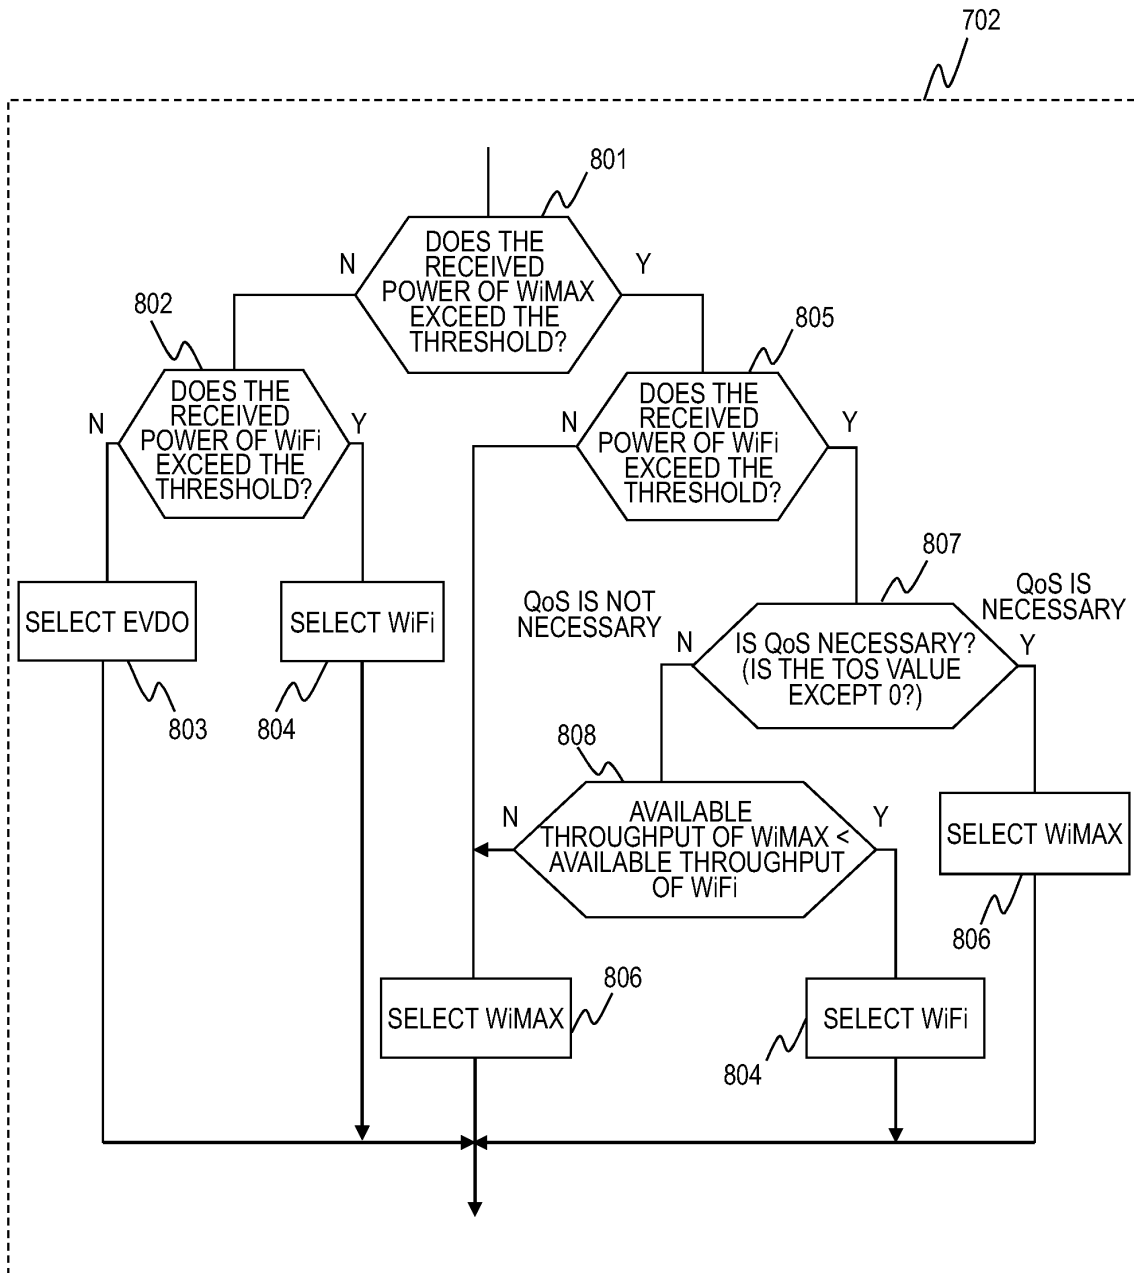 702
801
DOES THE
RECEIVED
POWER OF WiMAX
EXCEED THE
THRESHOLD?
N
Y
802
DOES THE
RECEIVED
POWER OF WiFi
EXCEED THE
THRESHOLD?
N
Y
805
DOES THE
RECEIVED
POWER OF WiFi
EXCEED THE
THRESHOLD?
N
Y
SELECT EVDO
803
SELECT WiFi
804
807
QoS IS NOT
NECESSARY
QoS IS
NECESSARY
N
Y
IS QoS NECESSARY?
(IS THE TOS VALUE
EXCEPT 0?)
808
N
Y
AVAILABLE
THROUGHPUT OF WiMAX <
AVAILABLE THROUGHPUT
OF WiFi
SELECT WiMAX
806
SELECT WiMAX
806
SELECT WiFi
804